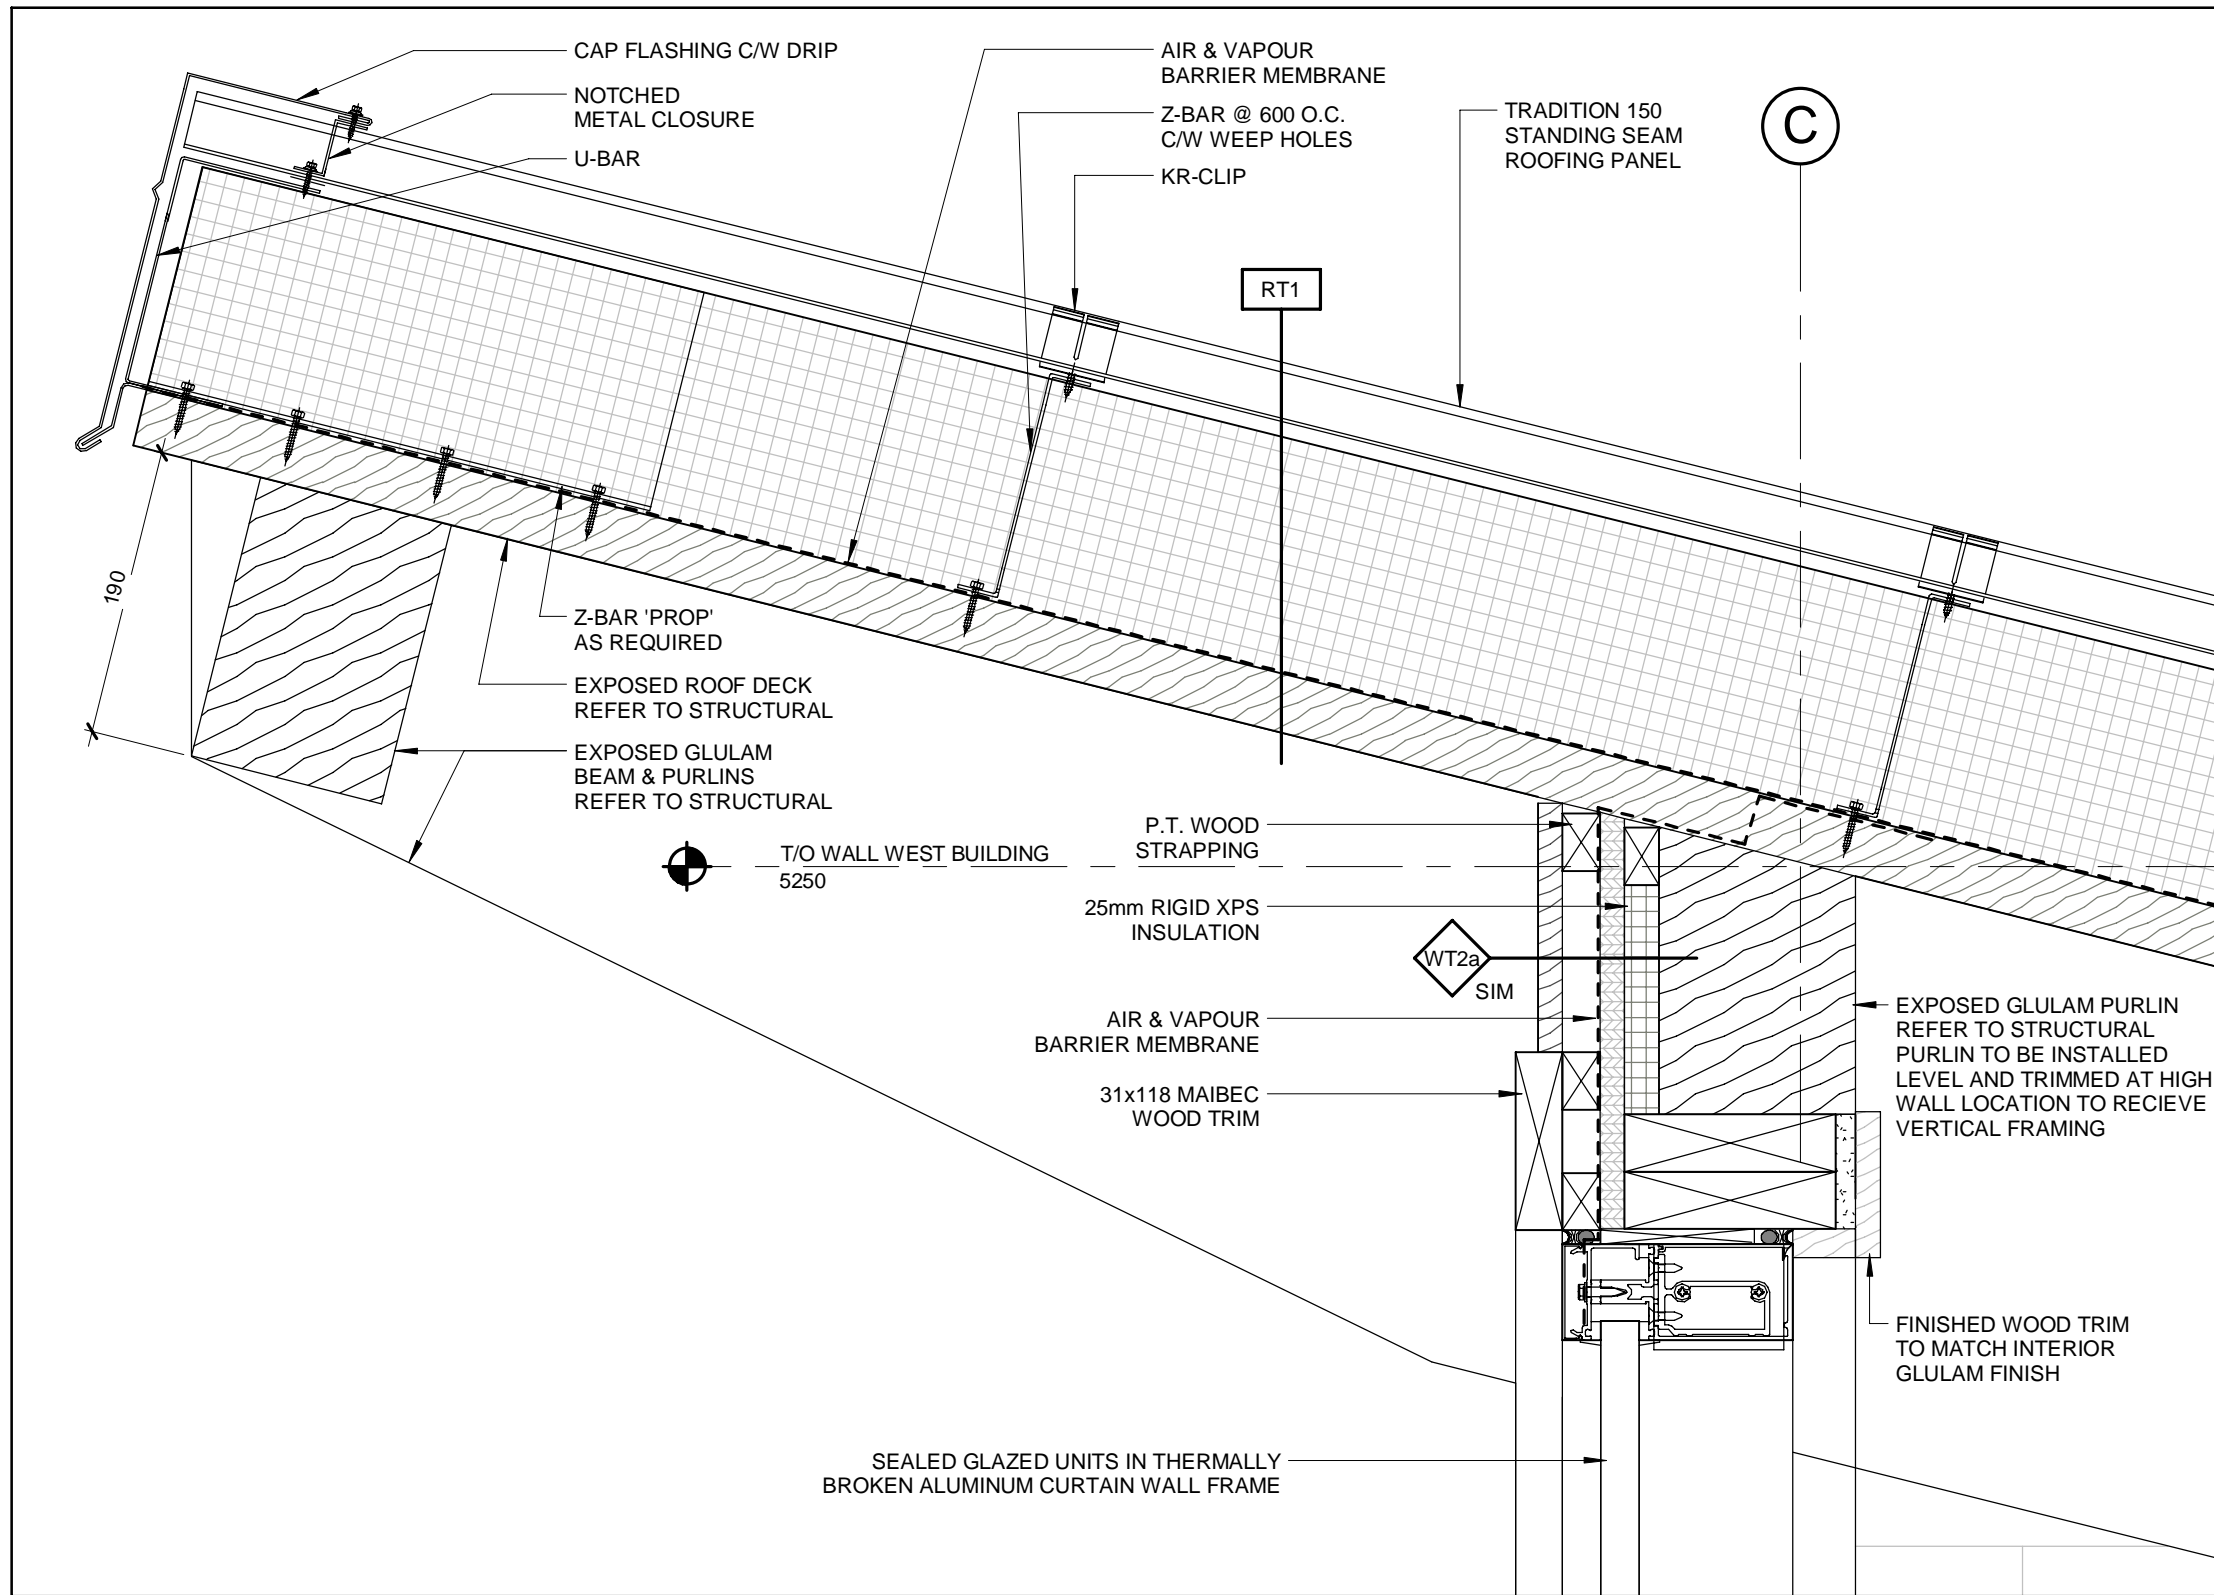 CAP FLASHING C/W DRIP
NOTCHED
METAL CLOSURE
U-BAR
AIR & VAPOUR
BARRIER MEMBRANE
Z-BAR @ 600 O.C.
C/W WEEP HOLES
KR-CLIP
TRADITION 150
STANDING SEAM
ROOFING PANEL
C
RT1
190
Z-BAR 'PROP'
AS REQUIRED
EXPOSED ROOF DECK
REFER TO STRUCTURAL
EXPOSED GLULAM
BEAM & PURLINS
REFER TO STRUCTURAL
T/O WALL WEST BUILDING
5250
P.T. WOOD
STRAPPING
25mm RIGID XPS
INSULATION
WT2a
SIM
AIR & VAPOUR
BARRIER MEMBRANE
31x118 MAIBEC
WOOD TRIM
EXPOSED GLULAM PURLIN
REFER TO STRUCTURAL
PURLIN TO BE INSTALLED
LEVEL AND TRIMMED AT HIGH
WALL LOCATION TO RECIEVE
VERTICAL FRAMING
FINISHED WOOD TRIM
TO MATCH INTERIOR
GLULAM FINISH
SEALED GLAZED UNITS IN THERMALLY
BROKEN ALUMINUM CURTAIN WALL FRAME